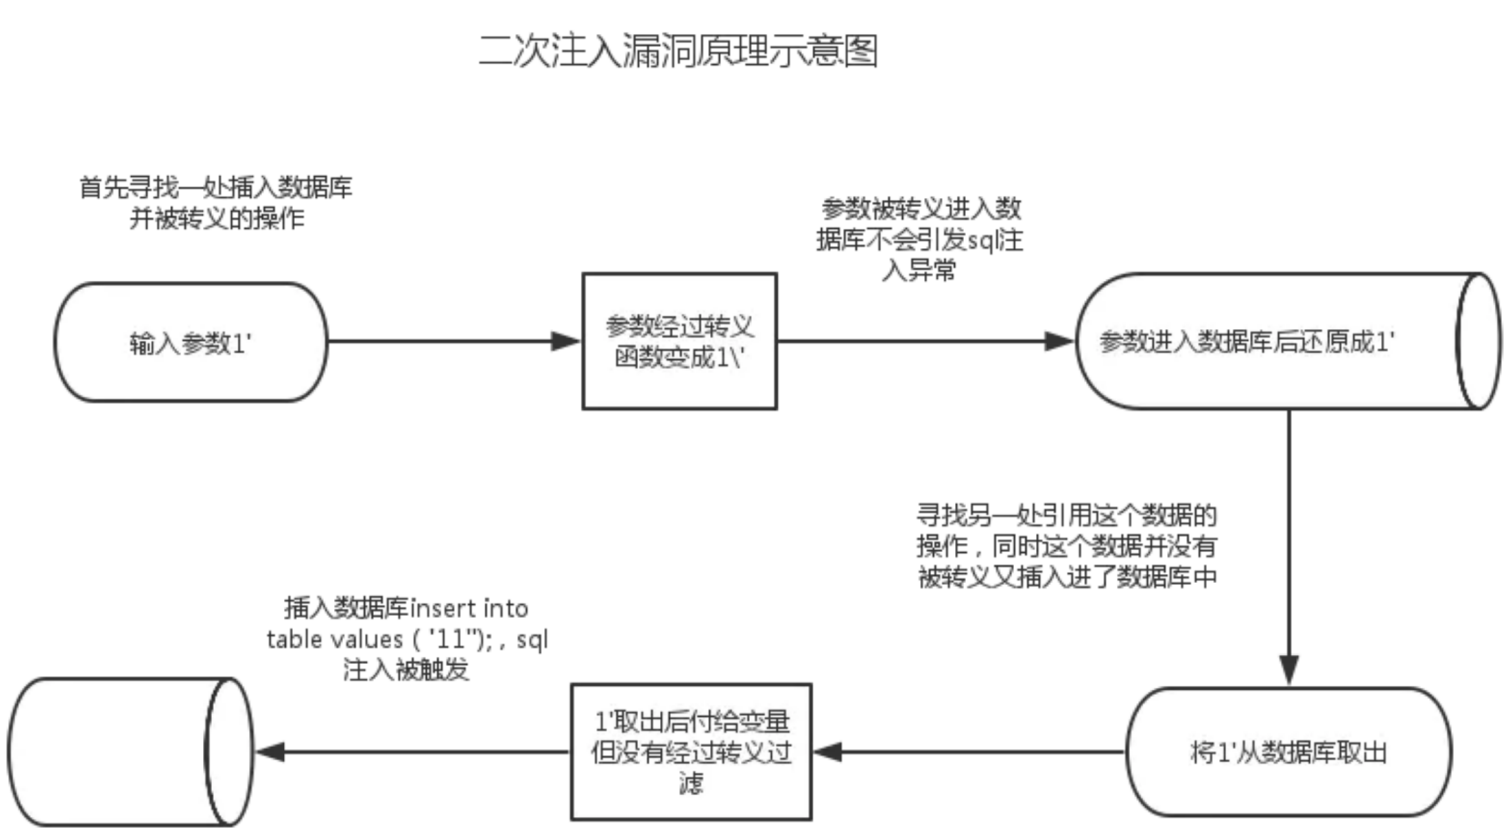 二次注入漏洞原理示意图
首先寻找一处插入数据库
并被转义的操作
参数被转义进入数
据库不会引发sql注
入异常
输入参数1'
参数经过转义
函数变成1\'
参数进入数据库后还原成1'
寻找另一处引用这个数据的
操作，同时这个数据并没有
被转义又插入进了数据库中
将1'从数据库取出
1'取出后付给变量
但没有经过转义过
滤
插入数据库insert into
table values ( '11''); , sql
注入被触发